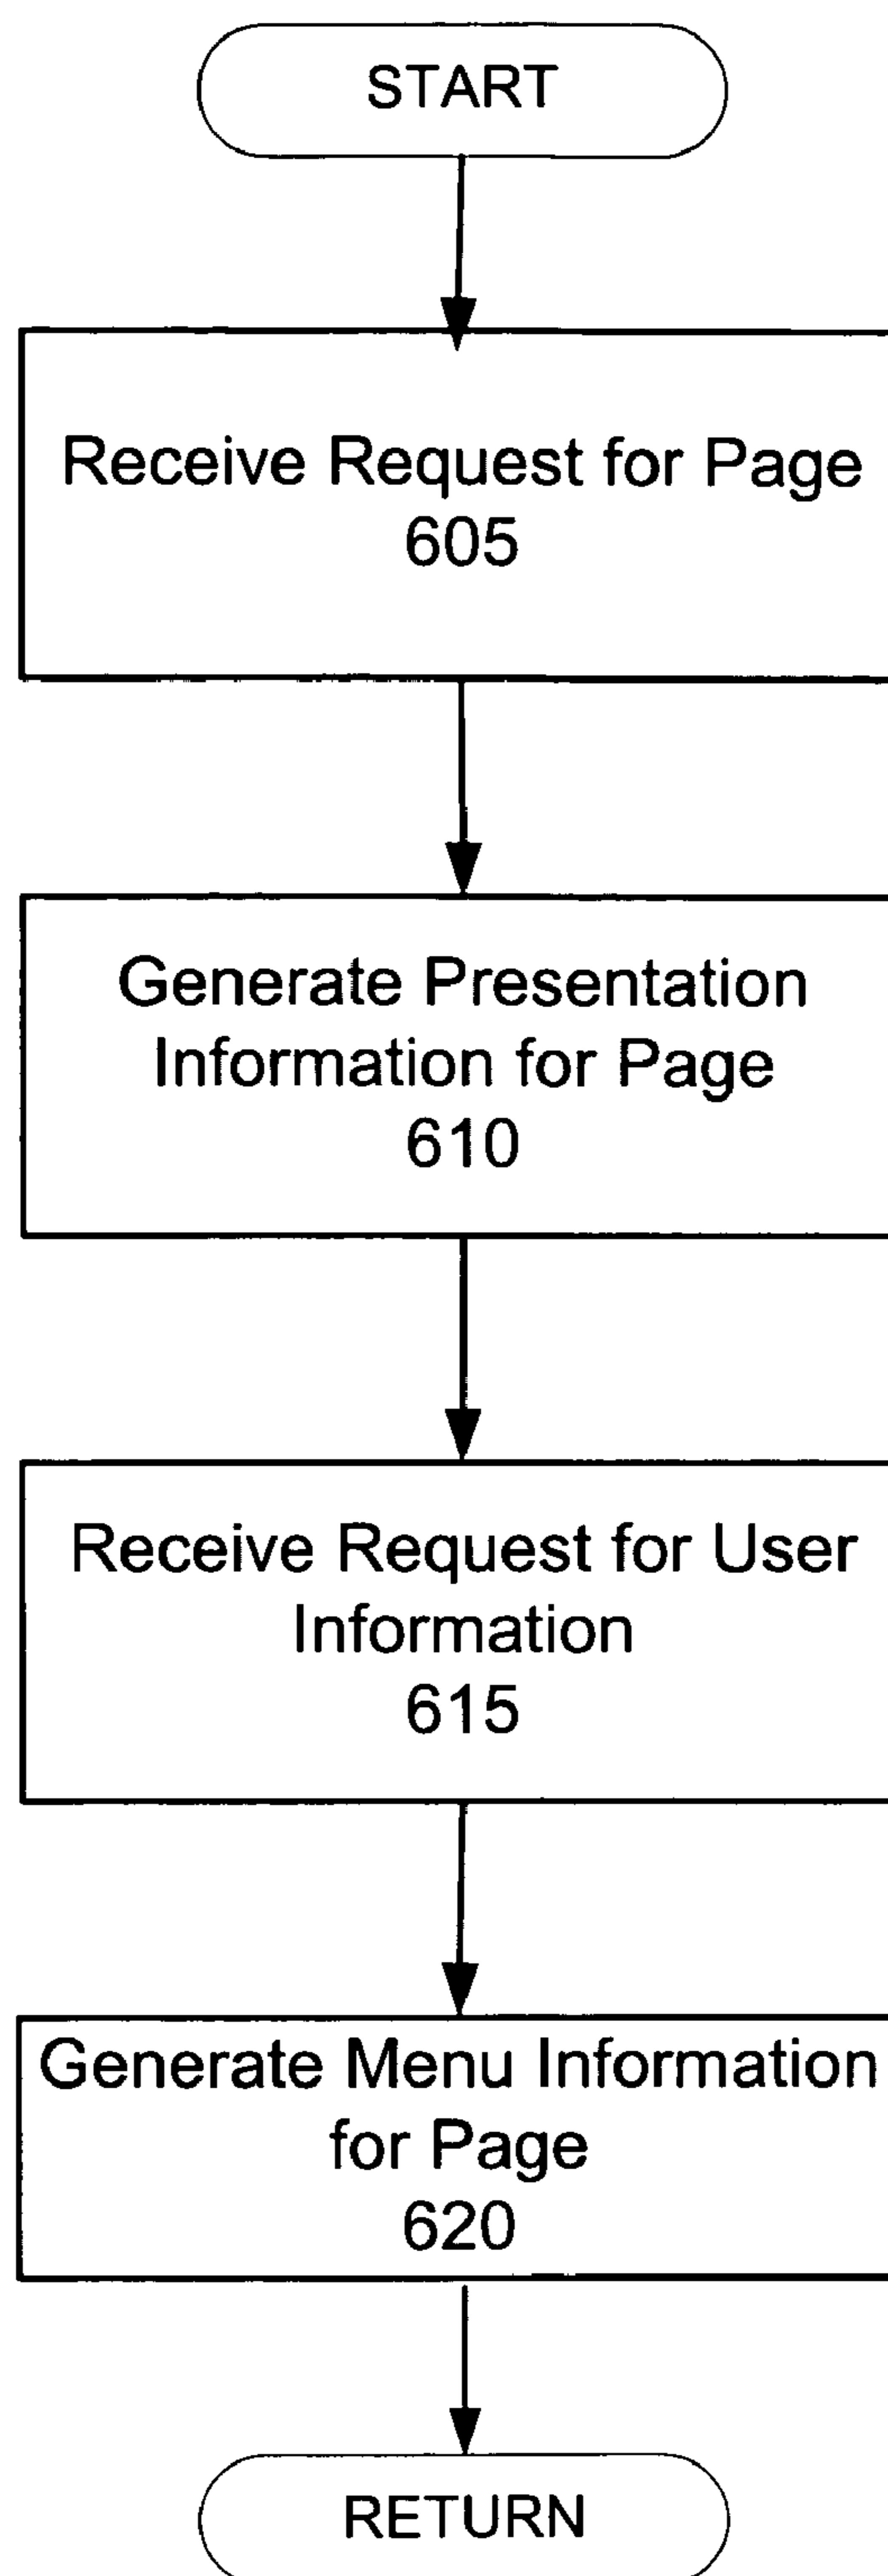 START
Receive Request for Page
605
Generate Presentation
Information for Page
610
Receive Request for User
Information
615
Generate Menu Information
for Page
620
RETURN